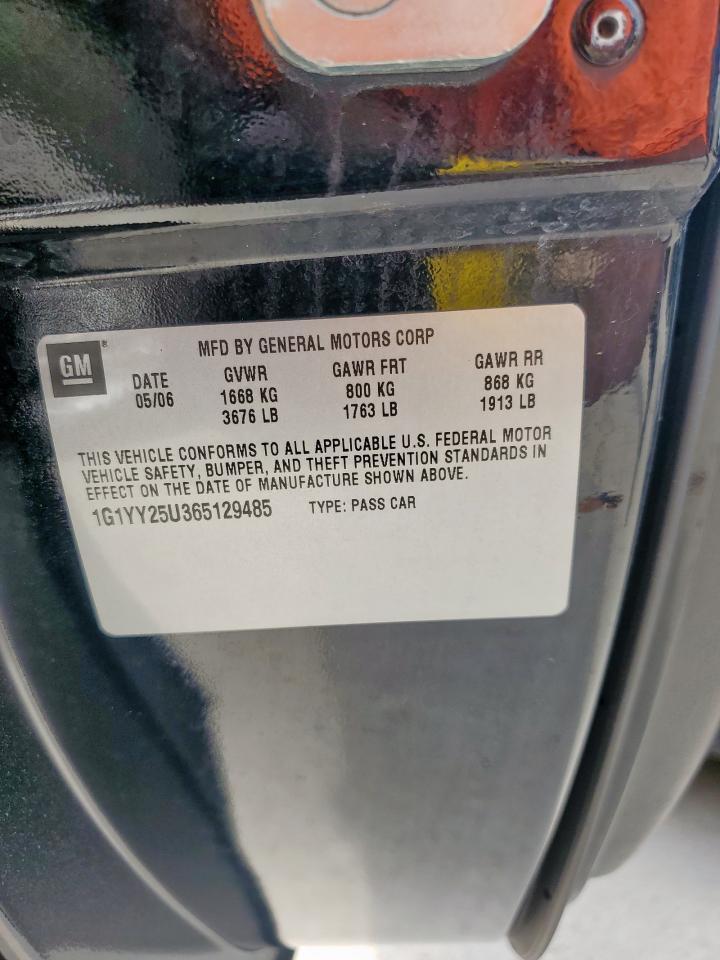 GM ® MFD BY GENERAL MOTORS CORP
DATE GVWR GAWR FRT GAWR RR
05/06 1668 KG 800 KG 868 KG
3676 LB 1763 LB 1913 LB
THIS VEHICLE CONFORMS TO ALL APPLICABLE U.S. FEDERAL MOTOR
VEHICLE SAFETY, BUMPER, AND THEFT PREVENTION STANDARDS IN
EFFECT ON THE DATE OF MANUFACTURE SHOWN ABOVE.
1G1YY25U365129485 TYPE: PASS CAR